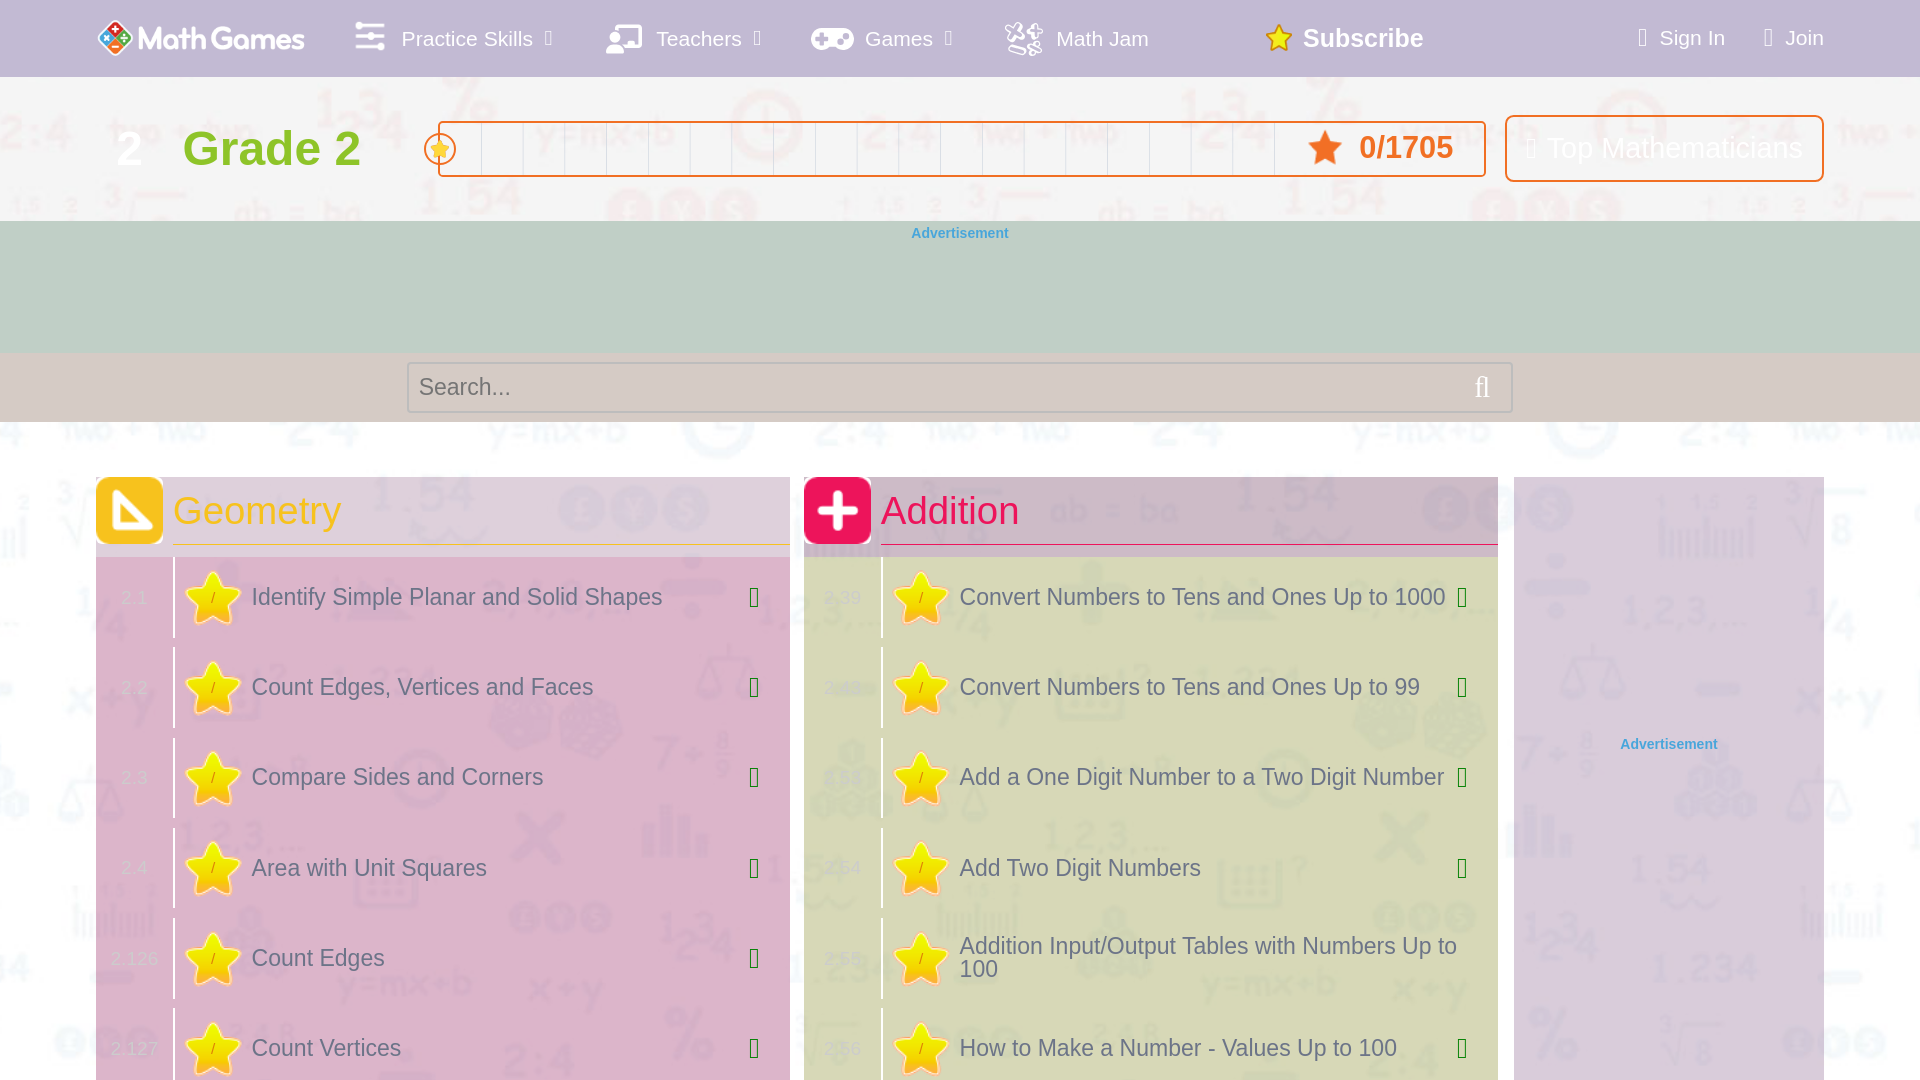 Math Games
Practice Skills
Teachers
Games
Math Jam
Subscribe
Sign In
Join
2
Grade 2
0/1705
Top Mathematicians
Advertisement
Search...
Geometry
2.1 / Identify Simple Planar and Solid Shapes
2.2 / Count Edges, Vertices and Faces
2.3 / Compare Sides and Corners
2.4 / Area with Unit Squares
2.126 / Count Edges
2.127 / Count Vertices
Addition
2.39 / Convert Numbers to Tens and Ones Up to 1000
/ Convert Numbers to Tens and Ones Up to 99
/ Add a One Digit Number to a Two Digit Number
2.54 / Add Two Digit Numbers
2.55 / Addition Input/Output Tables with Numbers Up to
100
2.56 / How to Make a Number - Values Up to 100
Advertisement